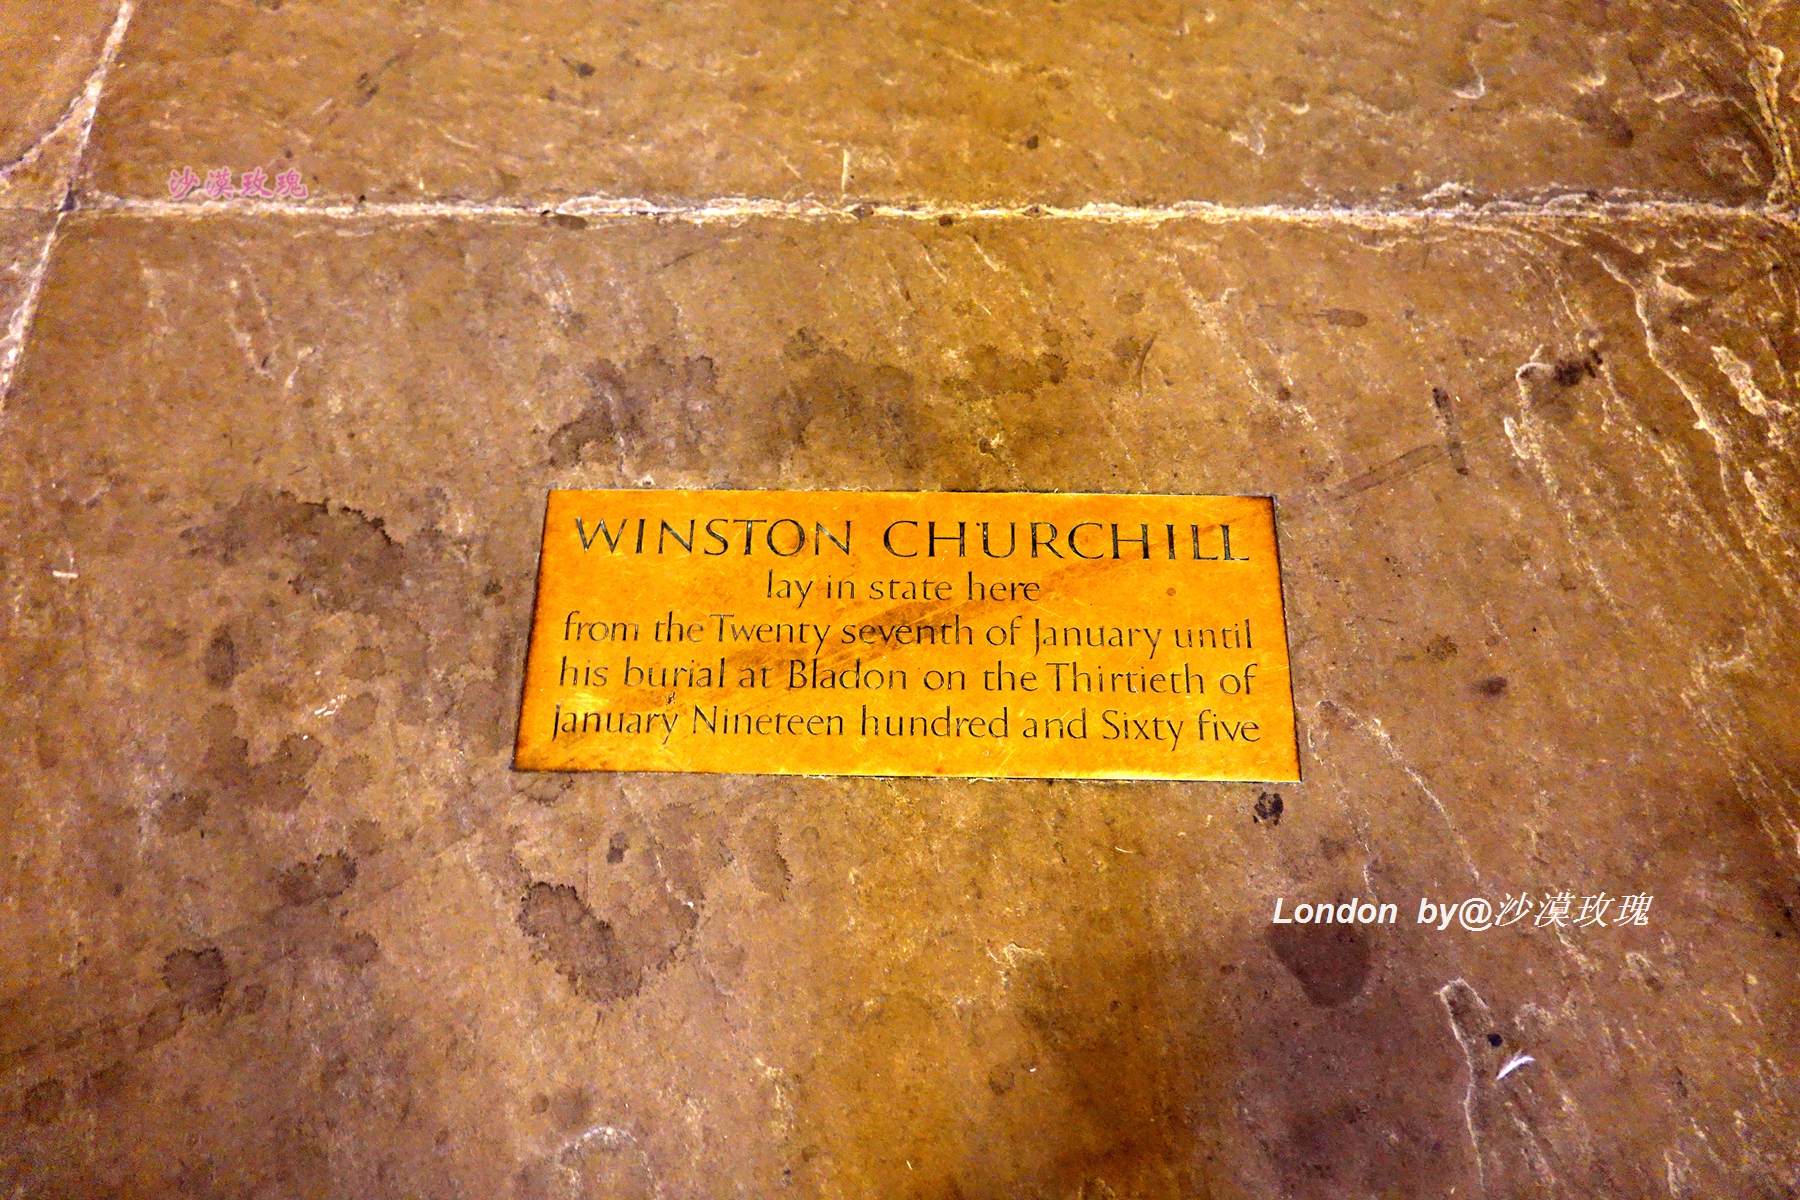 沙漠玫瑰
WINSTON CHURCHILL
lay in state here
from the Twenty seventh of January until
his burial at Bladon on the Thirtieth of
January Nineteen hundred and Sixty five
London by@沙漠玫瑰